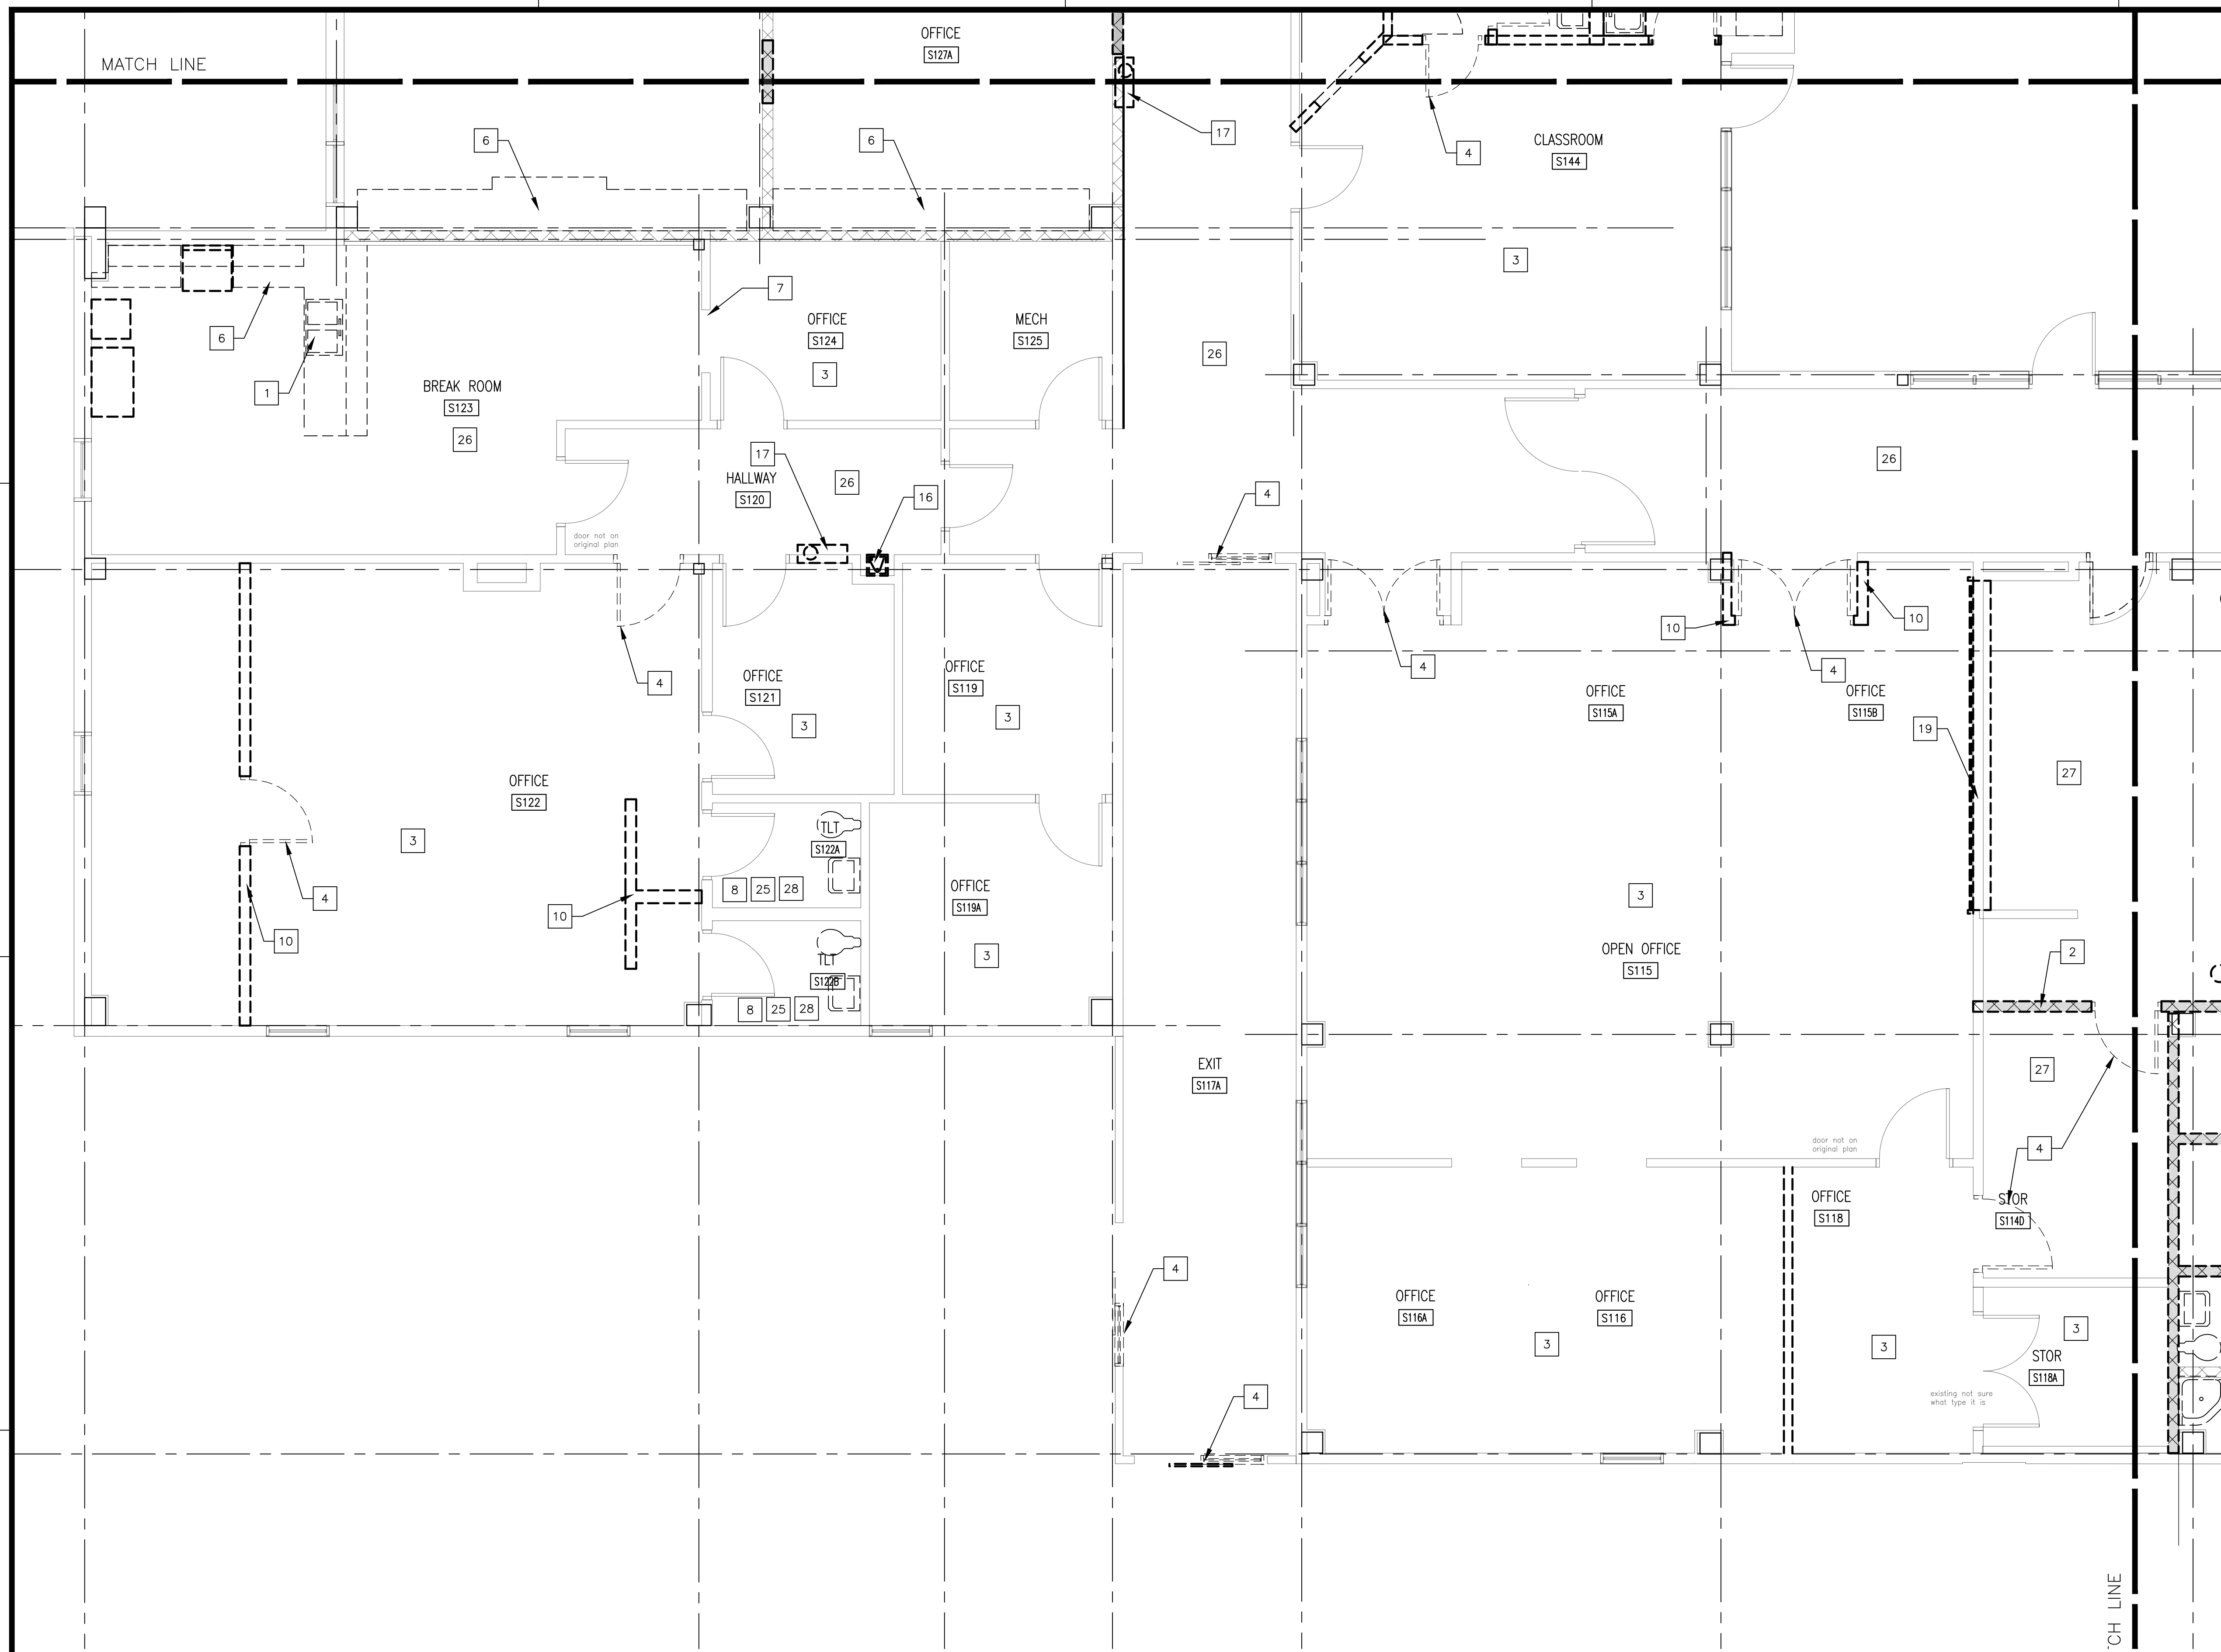 OFFICE
S127A
MATCH LINE
6
6
17
4
CLASSROOM
S144
3
7
6
1
OFFICE
S124
3
MECH
S125
26
BREAK ROOM
S123
26
17
HALLWAY
S120
26
16
4
26
door not on
original plan
4
10
4
4
10
OFFICE
S121
3
OFFICE
S119
3
OFFICE
S115A
OFFICE
S115B
19
27
OFFICE
S122
3
4
10
10
TLT
S122A
8
25
28
OFFICE
S119A
3
3
OPEN OFFICE
S115
2
TLT
S122B
8
25
28
EXIT
S117A
27
door not on
original plan
4
OFFICE
S118
STOR
S114D
4
OFFICE
S116A
OFFICE
S116
3
3
3
STOR
S118A
existing not sure
what type it is
4
CH LINE